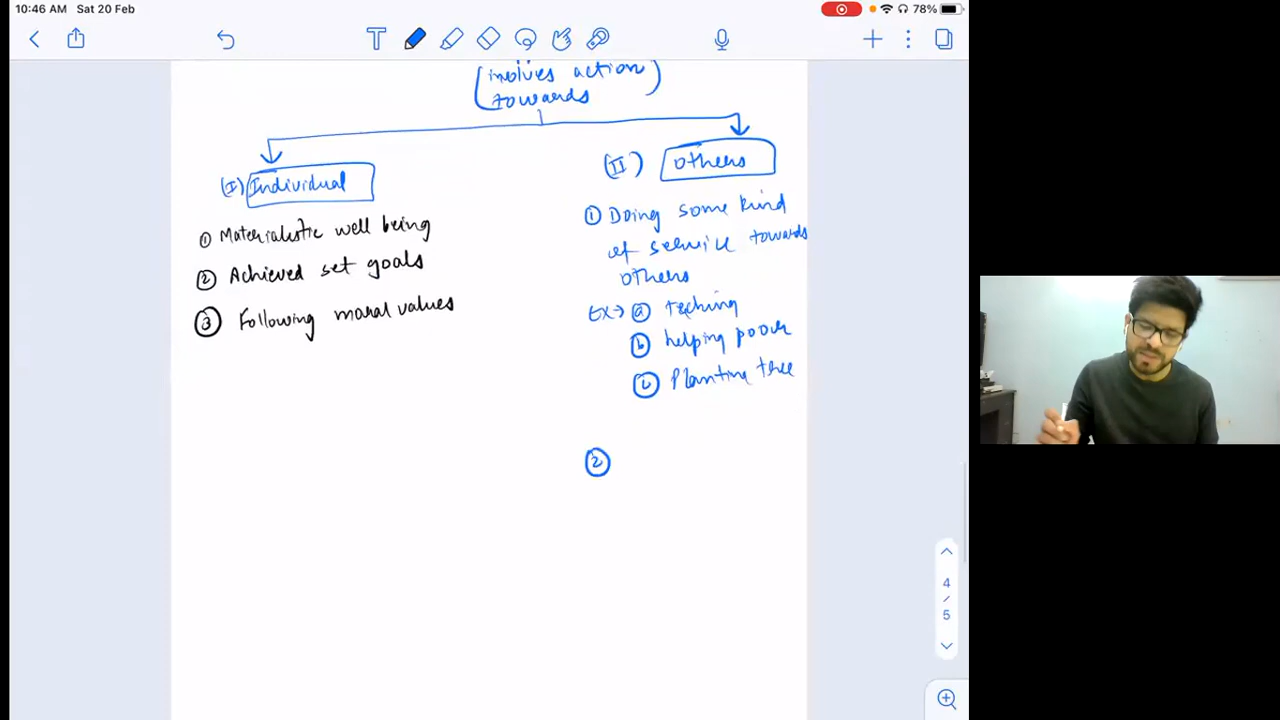 10:46 AM Sat 20 Feb
78%
(involves action
towards)
(I) Individual
(II) Others
① Materialistic well being
② Achieved set goals
③ Following moral values
① Doing some kind
of service towards
others
Ex→ ⓐ teching
ⓑ helping poor
ⓒ Planting tree
②
4
/
5